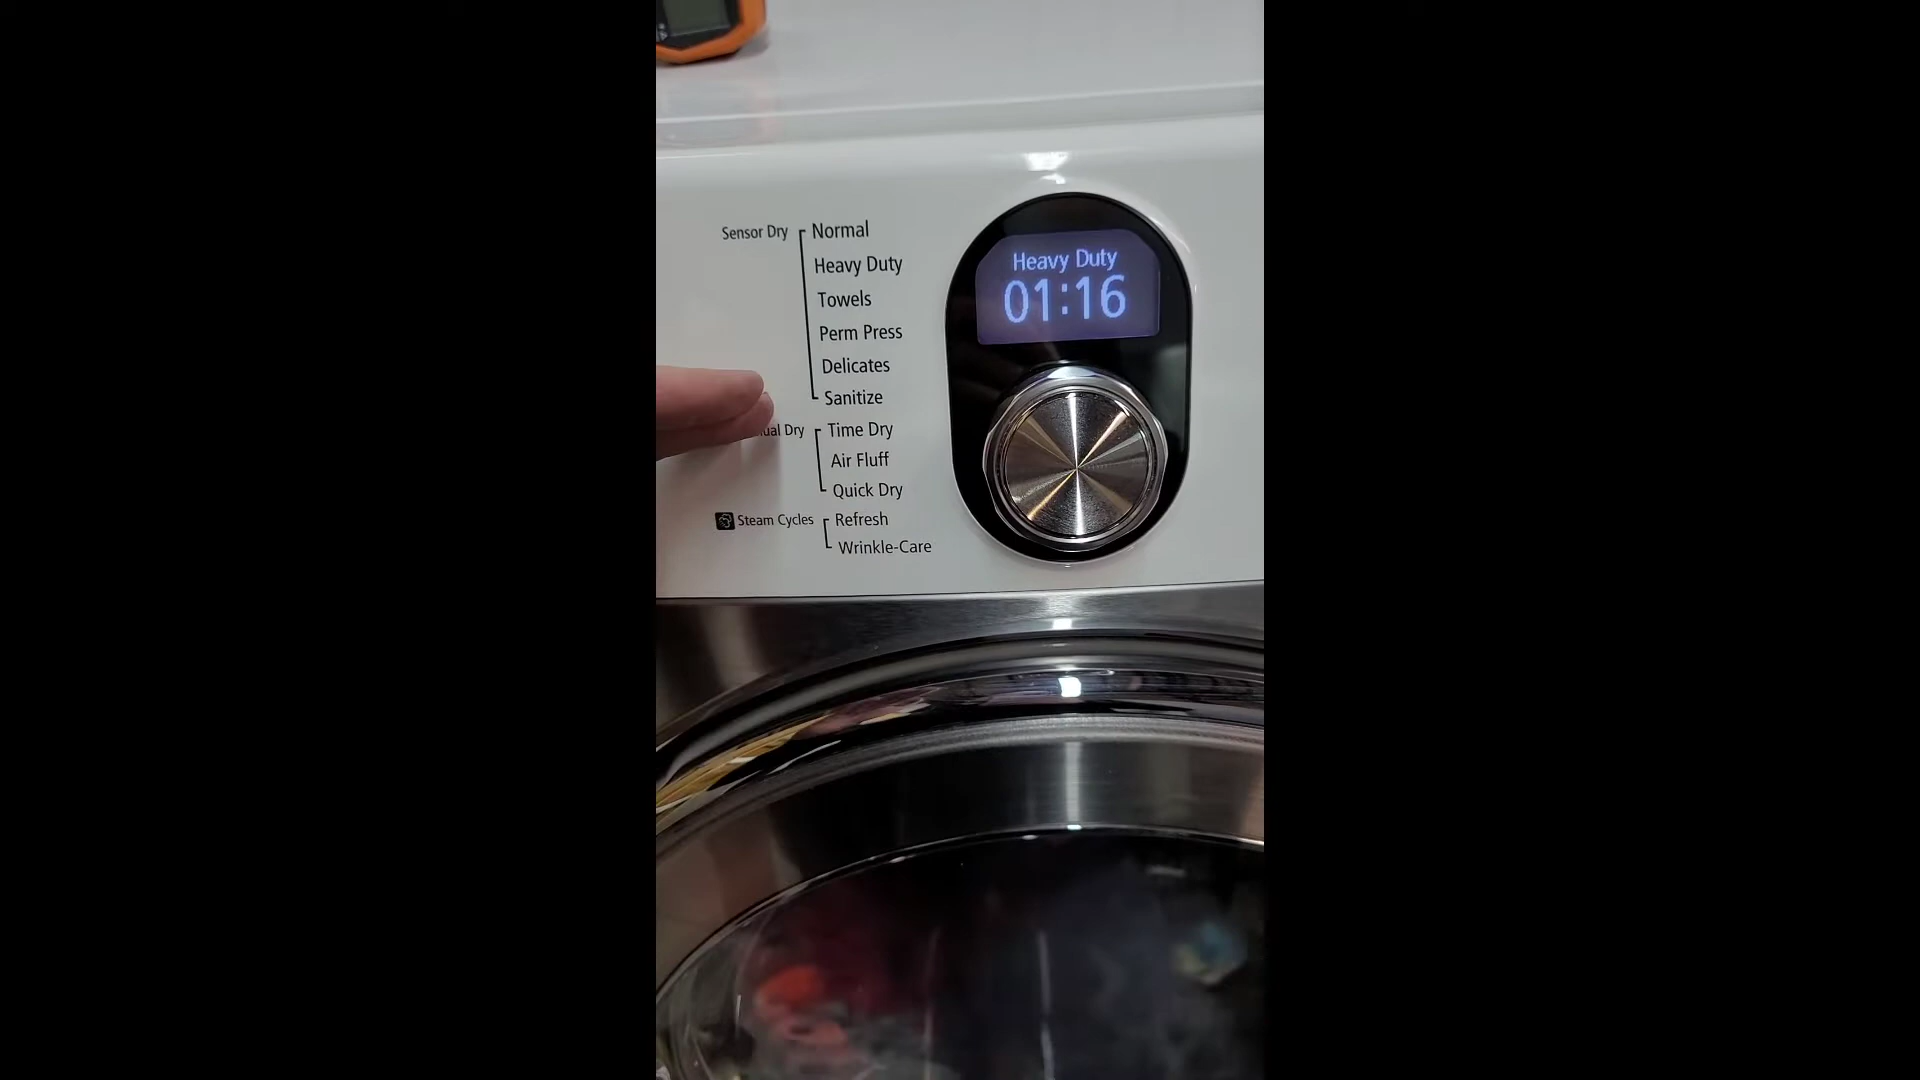 Sensor Dry
Normal
Heavy Duty
Towels
Perm Press
Delicates
Sanitize
Dry
Time Dry
Air Fluff
Quick Dry
Steam Cycles
Refresh
Wrinkle-Care
Heavy Duty
01:16